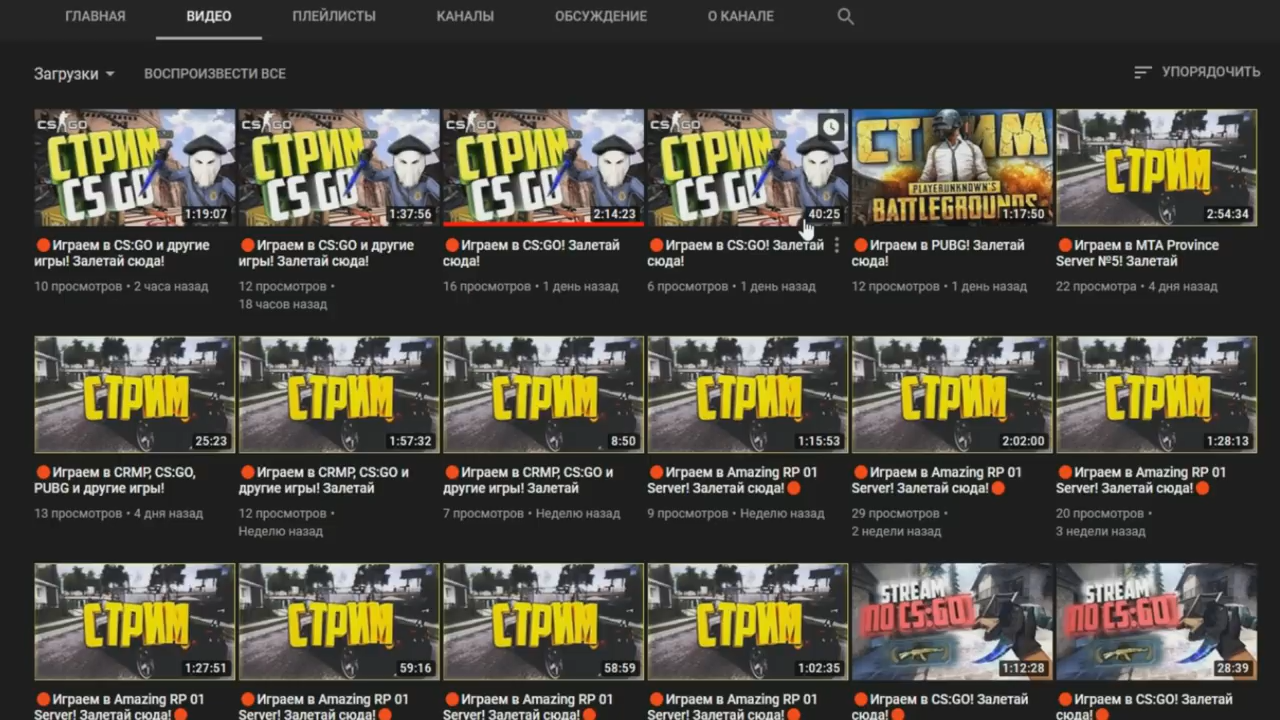 ГЛАВНАЯ ВИДЕО ПЛЕЙЛИСТЫ КАНАЛЫ ОБСУЖДЕНИЕ О КАНАЛЕ
Загрузки ВОСПРОИЗВЕСТИ ВСЕ УПОРЯДОЧИТЬ
CS GO СТРИМ CS GO 1:19:07
CS GO СТРИМ CS GO 1:37:56
CS GO СТРИМ CS GO 2:14:23
CS GO СТРИМ CS GO 40:25
СТРИМ PLAYERUNKNOWN'S BATTLEGROUNDS 1:17:50
СТРИМ 2:54:34
Играем в CS:GO и другие
игры! Залетай сюда!
10 просмотров • 2 часа назад
Играем в CS:GO и другие
игры! Залетай сюда!
12 просмотров •
18 часов назад
Играем в CS:GO! Залетай
сюда!
16 просмотров • 1 день назад
Играем в CS:GO! Залетай
сюда!
6 просмотров • 1 день назад
Играем в PUBG! Залетай
сюда!
12 просмотров • 1 день назад
Играем в MTA Province
Server №5! Залетай
22 просмотра • 4 дня назад
СТРИМ 25:23
СТРИМ 1:57:32
СТРИМ 8:50
СТРИМ 1:15:53
СТРИМ 2:02:00
СТРИМ 1:28:13
Играем в CRMP, CS:GO,
PUBG и другие игры!
13 просмотров • 4 дня назад
Играем в CRMP, CS:GO и
другие игры! Залетай
12 просмотров •
Неделю назад
Играем в CRMP, CS:GO и
другие игры! Залетай
7 просмотров • Неделю назад
Играем в Amazing RP 01
Server! Залетай сюда!
9 просмотров • Неделю назад
Играем в Amazing RP 01
Server! Залетай сюда!
29 просмотров •
2 недели назад
Играем в Amazing RP 01
Server! Залетай сюда!
20 просмотров •
3 недели назад
СТРИМ 1:27:51
СТРИМ 59:16
СТРИМ 58:59
СТРИМ 1:02:35
STREAM ПО CS:GO! 1:12:28
STREAM ПО CS:GO! 28:39
Играем в Amazing RP 01
Server! Залетай сюда!
Играем в Amazing RP 01
Server! Залетай сюда!
Играем в Amazing RP 01
Server! Залетай сюда!
Играем в Amazing RP 01
Server! Залетай сюда!
Играем в CS:GO! Залетай
сюда!
Играем в CS:GO! Залетай
сюда!